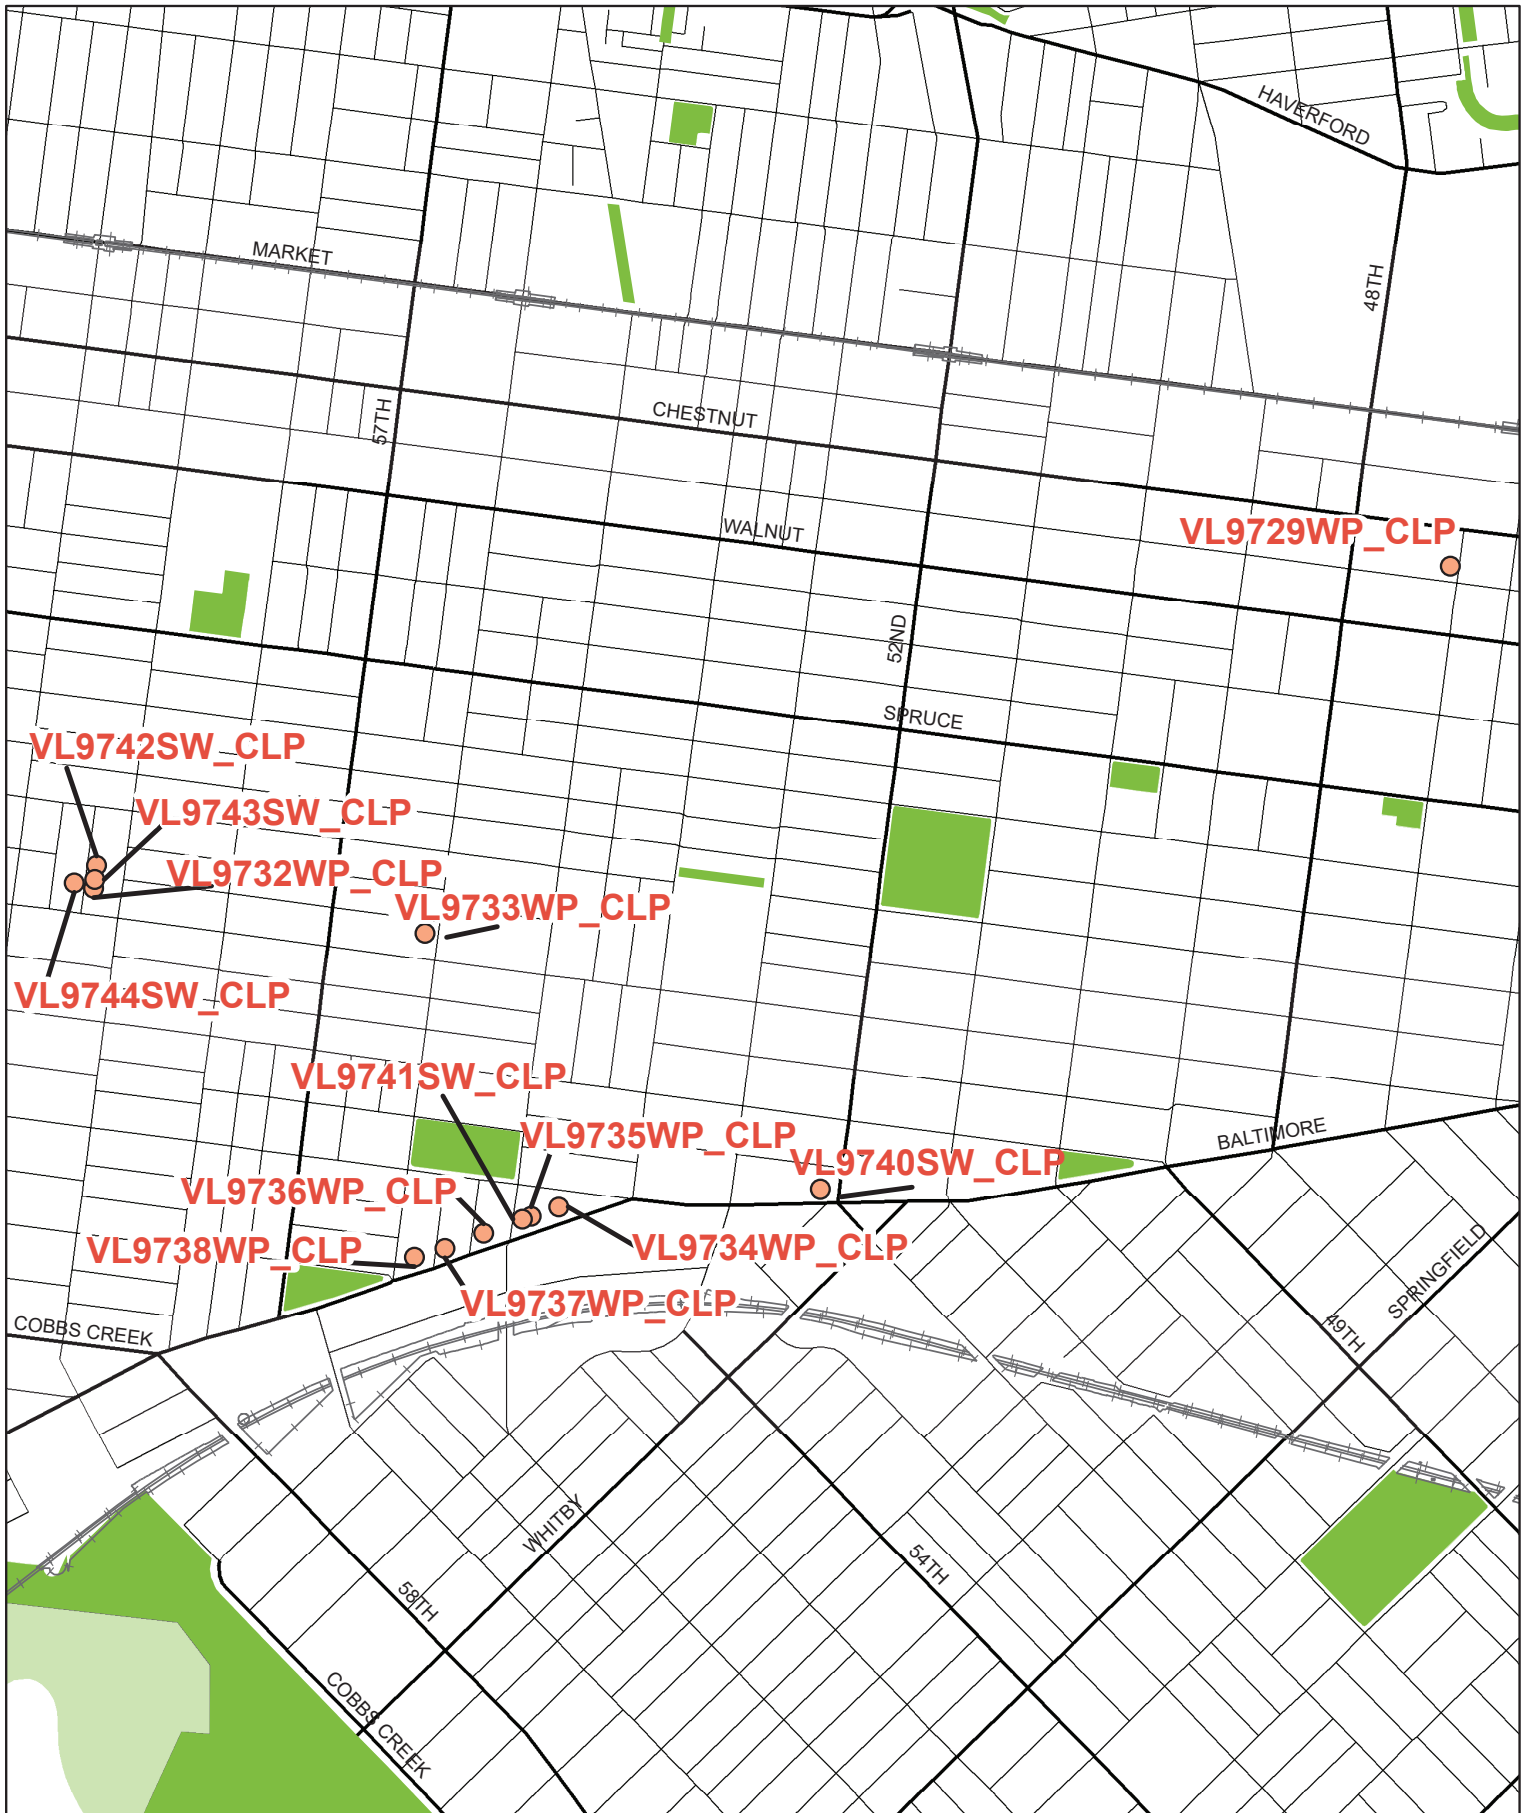 HAVERFORD
MARKET
48TH
57TH
CHESTNUT
WALNUT
VL9729WP_CLP
52ND
SPRUCE
VL9742SW_CLP
VL9743SW_CLP
VL9732WP_CLP
VL9733WP_CLP
VL9744SW_CLP
VL9741SW_CLP
VL9735WP_CLP
BALTIMORE
VL9740SW_CLP
VL9736WP_CLP
VL9738WP_CLP
VL9734WP_CLP
VL9737WP_CLP
SPRINGFIELD
COBBS CREEK
49TH
WHITBY
54TH
58TH
COBBS CREEK